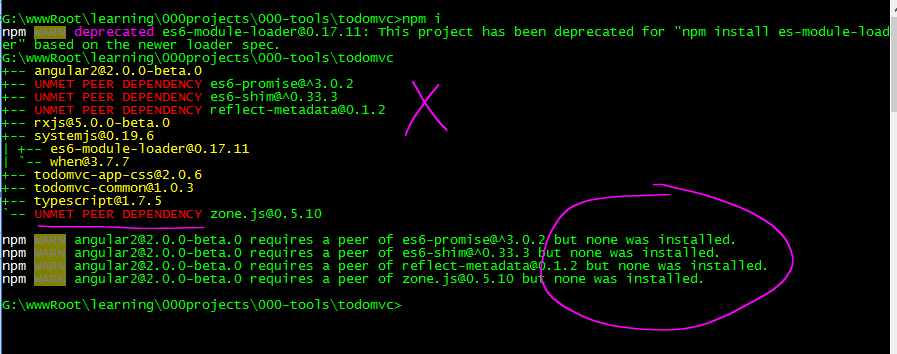 G:\wwwRoot\learning\000projects\000-tools\todomvc>npm i
npm WARN deprecated es6-module-loader@0.17.11: This project has been deprecated for "npm install es-module-load
er" based on the newer loader spec.
G:\wwwRoot\learning\000projects\000-tools\todomvc
+-- angular2@2.0.0-beta.0
+-- UNMET PEER DEPENDENCY es6-promise@^3.0.2
+-- UNMET PEER DEPENDENCY es6-shim@^0.33.3
+-- UNMET PEER DEPENDENCY reflect-metadata@0.1.2
+-- rxjs@5.0.0-beta.0
+-- systemjs@0.19.6
| +-- es6-module-loader@0.17.11
| `-- when@3.7.7
+-- todomvc-app-css@2.0.6
+-- todomvc-common@1.0.3
+-- typescript@1.7.5
`-- UNMET PEER DEPENDENCY zone.js@0.5.10
npm WARN angular2@2.0.0-beta.0 requires a peer of es6-promise@^3.0.2 but none was installed.
npm WARN angular2@2.0.0-beta.0 requires a peer of es6-shim@^0.33.3 but none was installed.
npm WARN angular2@2.0.0-beta.0 requires a peer of reflect-metadata@0.1.2 but none was installed.
npm WARN angular2@2.0.0-beta.0 requires a peer of zone.js@0.5.10 but none was installed.
G:\wwwRoot\learning\000projects\000-tools\todomvc>